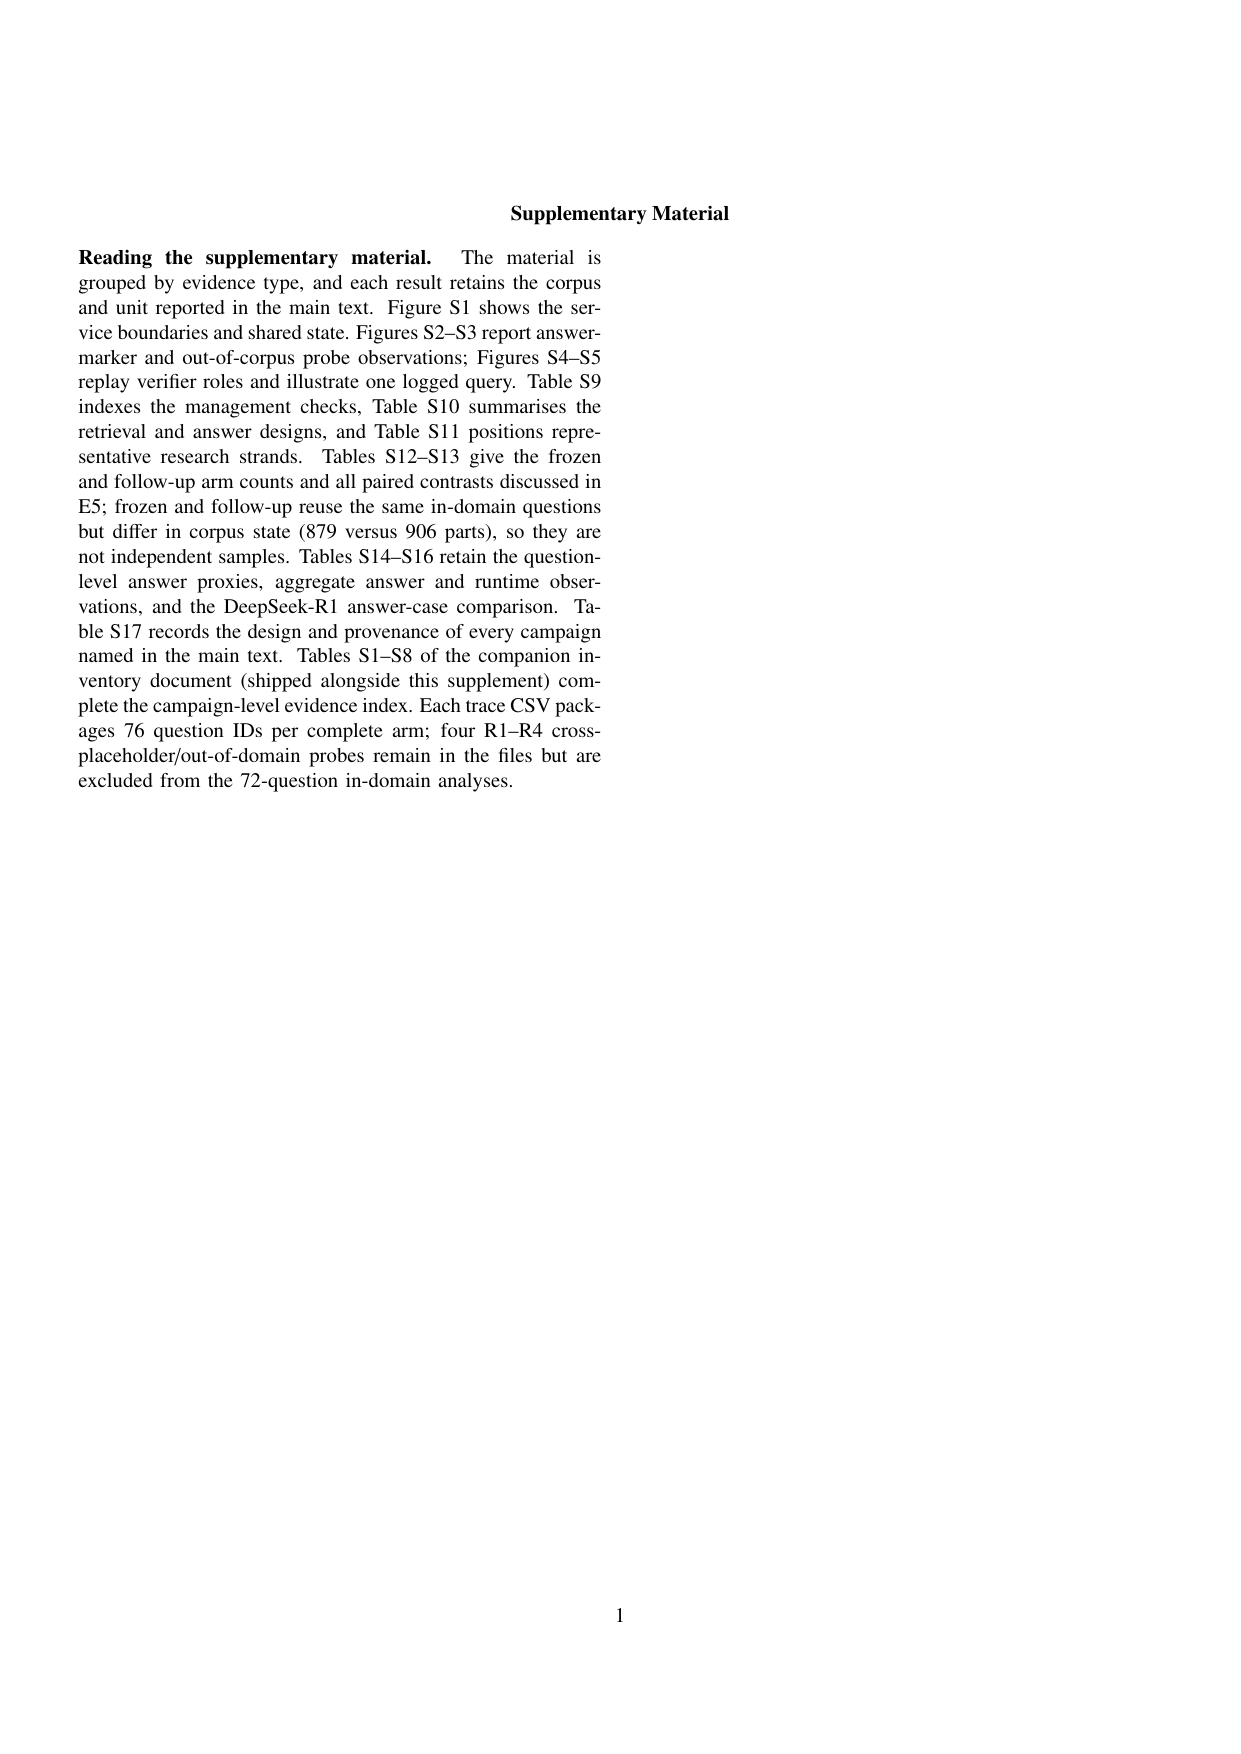 Supplementary Material
Reading the supplementary material. The material is
grouped by evidence type, and each result retains the corpus
and unit reported in the main text. Figure S1 shows the ser-
vice boundaries and shared state. Figures S2–S3 report answer-
marker and out-of-corpus probe observations; Figures S4–S5
replay verifier roles and illustrate one logged query. Table S9
indexes the management checks, Table S10 summarises the
retrieval and answer designs, and Table S11 positions repre-
sentative research strands. Tables S12–S13 give the frozen
and follow-up arm counts and all paired contrasts discussed in
E5; frozen and follow-up reuse the same in-domain questions
but differ in corpus state (879 versus 906 parts), so they are
not independent samples. Tables S14–S16 retain the question-
level answer proxies, aggregate answer and runtime obser-
vations, and the DeepSeek-R1 answer-case comparison. Ta-
ble S17 records the design and provenance of every campaign
named in the main text. Tables S1–S8 of the companion in-
ventory document (shipped alongside this supplement) com-
plete the campaign-level evidence index. Each trace CSV pack-
ages 76 question IDs per complete arm; four R1–R4 cross-
placeholder/out-of-domain probes remain in the files but are
excluded from the 72-question in-domain analyses.
1